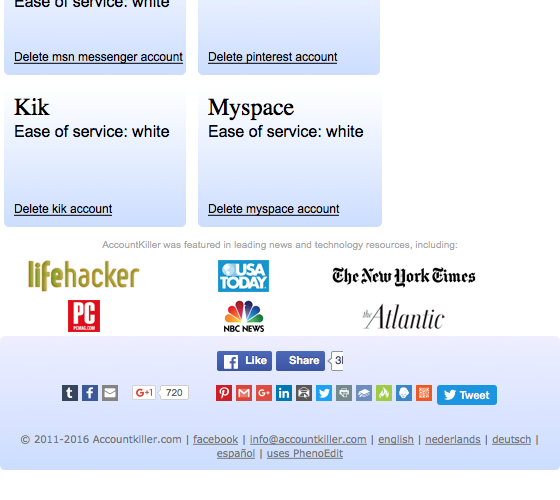 Ease of service: white
Delete msn messenger account
Delete pinterest account
Kik
Ease of service: white
Delete kik account
Myspace
Ease of service: white
Delete myspace account
AccountKiller was featured in leading news and technology resources, including:
lifehacker
USA TODAY
The New York Times
PC
PCMAG.COM
NBC NEWS
the Atlantic
Like
Share
G+1
720
Tweet
© 2011-2016 Accountkiller.com | facebook | info@accountkiller.com | english | nederlands | deutsch |
español | uses PhenoEdit